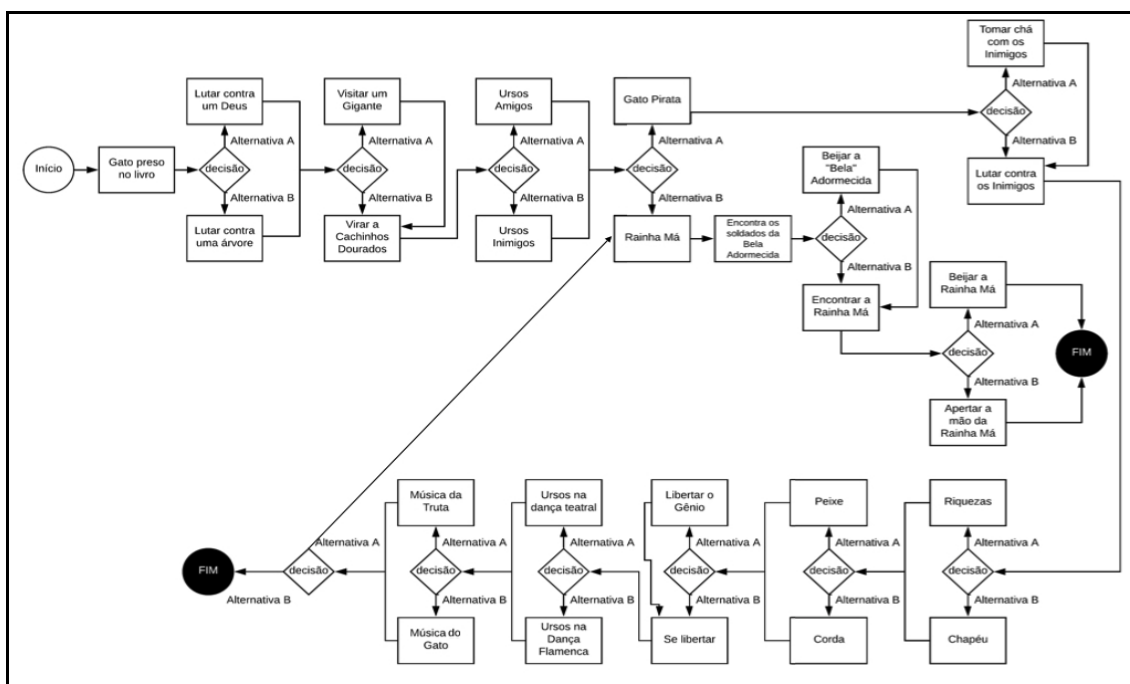 Tomar chá
com os
Inimigos
Lutar contra
um Deus
Visitar um
Gigante
Ursos
Amigos
Gato Pirata
Alternativa A
Alternativa A
Alternativa A
Alternativa A
Alternativa A
decisão
Início
Gato preso
no livro
decisão
decisão
decisão
decisão
Alternativa B
Beijar a
"Bela"
Adormecida
Alternativa B
Alternativa B
Alternativa B
Alternativa B
Lutar contra
os Inimigos
Lutar contra
uma árvore
Virar a
Cachinhos
Dourados
Ursos
Inimigos
Rainha Má
Encontra os
soldados da
Bela
Adormecida
Alternativa A
decisão
Alternativa B
Encontrar a
Rainha Má
Beijar a
Rainha Má
Alternativa A
decisão
FIM
Alternativa B
Apertar a
mão da
Rainha Má
Música da
Truta
Ursos na
dança teatral
Libertar o
Gênio
Peixe
Riquezas
Alternativa A
Alternativa A
Alternativa A
Alternativa A
Alternativa A
Alternativa A
FIM
decisão
decisão
decisão
decisão
decisão
decisão
Alternativa B
Alternativa B
Alternativa B
Alternativa B
Alternativa B
Alternativa B
Música do
Gato
Ursos na
Dança
Flamenca
Se libertar
Corda
Chapéu